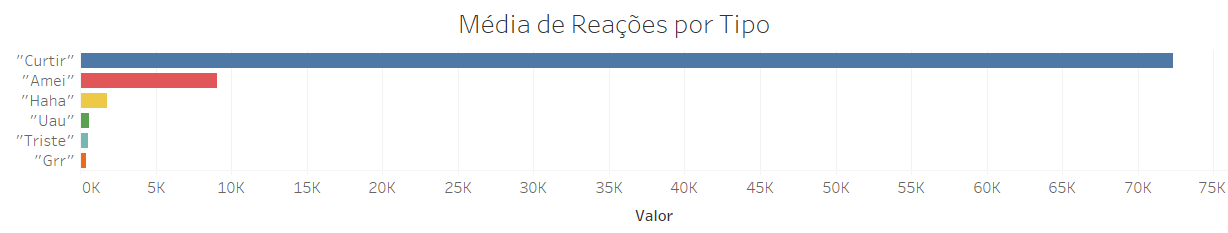 Média de Reações por Tipo
"Curtir"
"Amei"
"Haha"
"Uau"
"Triste"
"Grr"
0K 5K 10K 15K 20K 25K 30K 35K 40K 45K 50K 55K 60K 65K 70K 75K
Valor